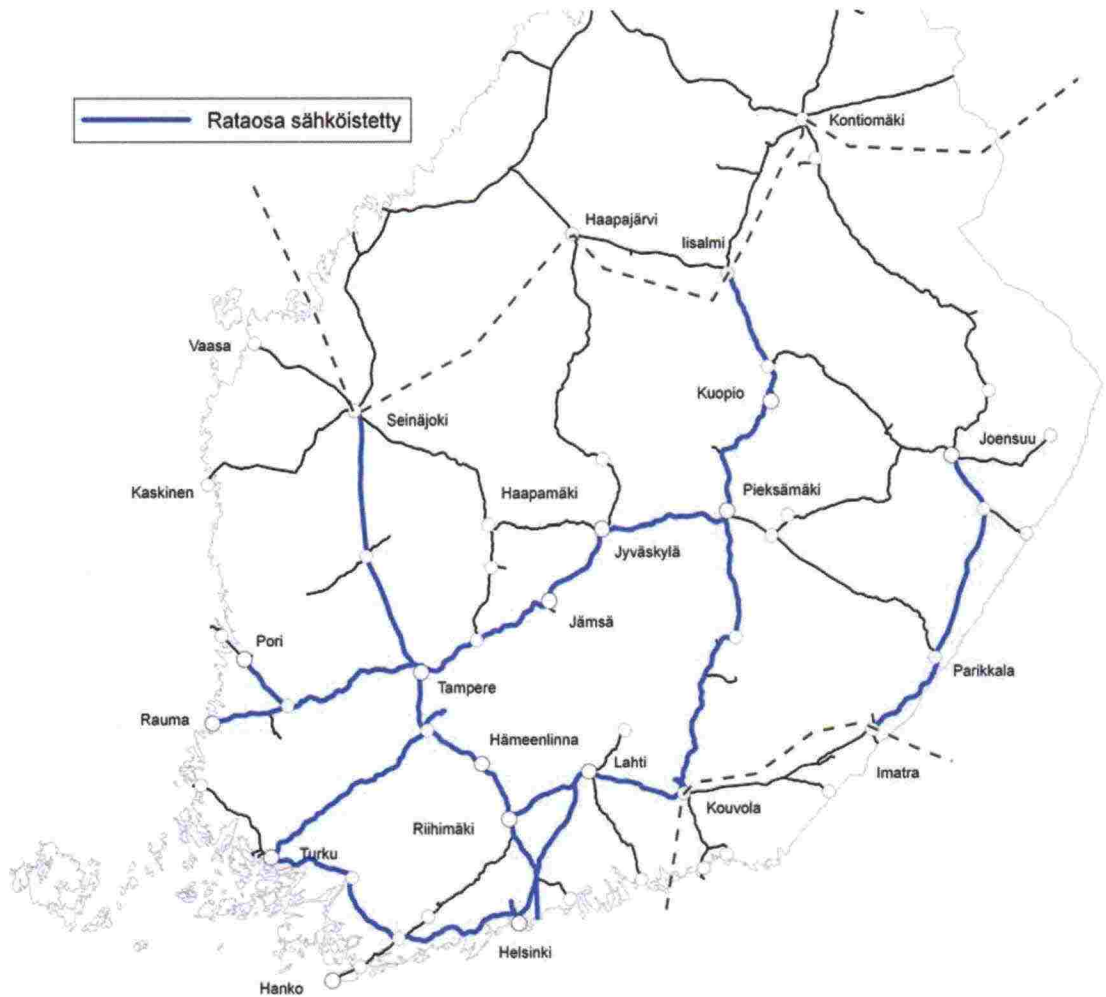 Rataosa sähköistetty
Kontiomäki
Haapajärvi
Iisalmi
Vaasa
Kuopio
Seinäjoki
Joensuu
Kaskinen
Haapamäki
Pieksämäki
Jyväskylä
Jämsä
Pori
Parikkala
Tampere
Rauma
Hämeenlinna
Lahti
Imatra
Kouvola
Riihimäki
Turku
Helsinki
Hanko